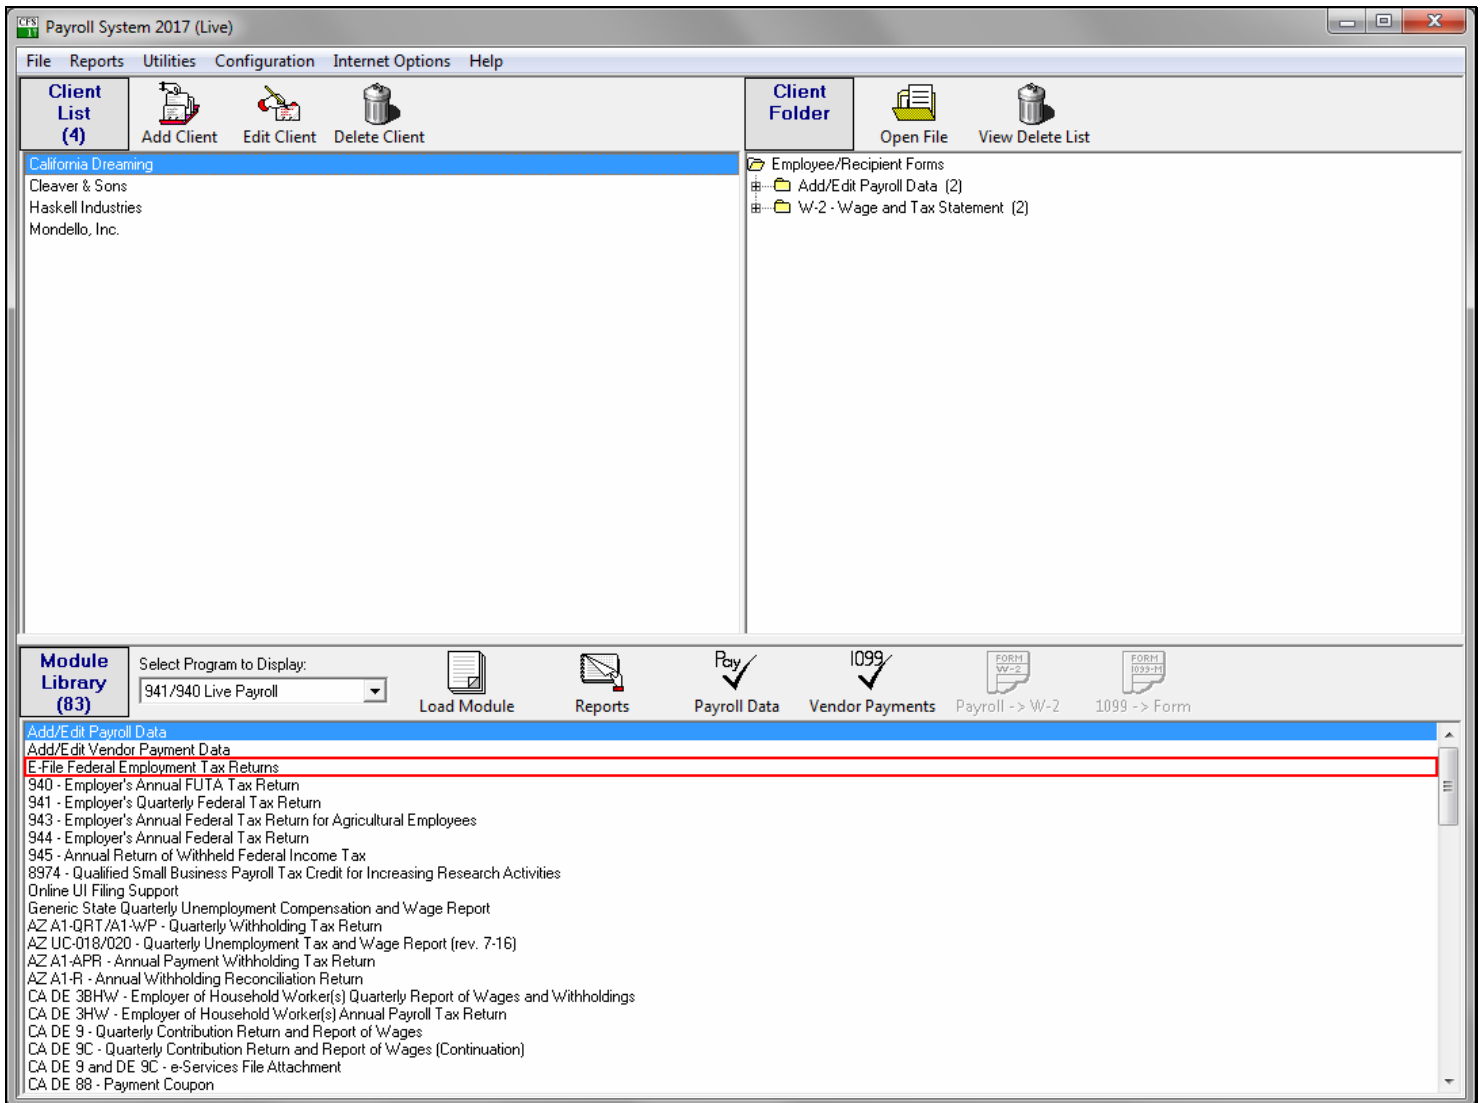 CFS
17
Payroll System 2017 (Live)
File Reports Utilities Configuration Internet Options Help
Client
List
(4)
Add Client Edit Client Delete Client
California Dreaming
Cleaver & Sons
Haskell Industries
Mondello, Inc.
Client
Folder
Open File View Delete List
Employee/Recipient Forms
Add/Edit Payroll Data (2)
W-2 - Wage and Tax Statement (2)
Module
Library
(83)
Select Program to Display:
941/940 Live Payroll
Load Module
Reports
Pay
Payroll Data
1099
Vendor Payments
FORM
W-2
Payroll -> W-2
FORM
1099-M
1099 -> Form
Add/Edit Payroll Data
Add/Edit Vendor Payment Data
E-File Federal Employment Tax Returns
940 - Employer's Annual FUTA Tax Return
941 - Employer's Quarterly Federal Tax Return
943 - Employer's Annual Federal Tax Return for Agricultural Employees
944 - Employer's Annual Federal Tax Return
945 - Annual Return of Withheld Federal Income Tax
8974 - Qualified Small Business Payroll Tax Credit for Increasing Research Activities
Online UI Filing Support
Generic State Quarterly Unemployment Compensation and Wage Report
AZ A1-QRT/A1-WP - Quarterly Withholding Tax Return
AZ UC-018/020 - Quarterly Unemployment Tax and Wage Report (rev. 7-16)
AZ A1-APR - Annual Payment Withholding Tax Return
AZ A1-R - Annual Withholding Reconciliation Return
CA DE 3BHW - Employer of Household Worker(s) Quarterly Report of Wages and Withholdings
CA DE 3HW - Employer of Household Worker(s) Annual Payroll Tax Return
CA DE 9 - Quarterly Contribution Return and Report of Wages
CA DE 9C - Quarterly Contribution Return and Report of Wages (Continuation)
CA DE 9 and DE 9C - e-Services File Attachment
CA DE 88 - Payment Coupon